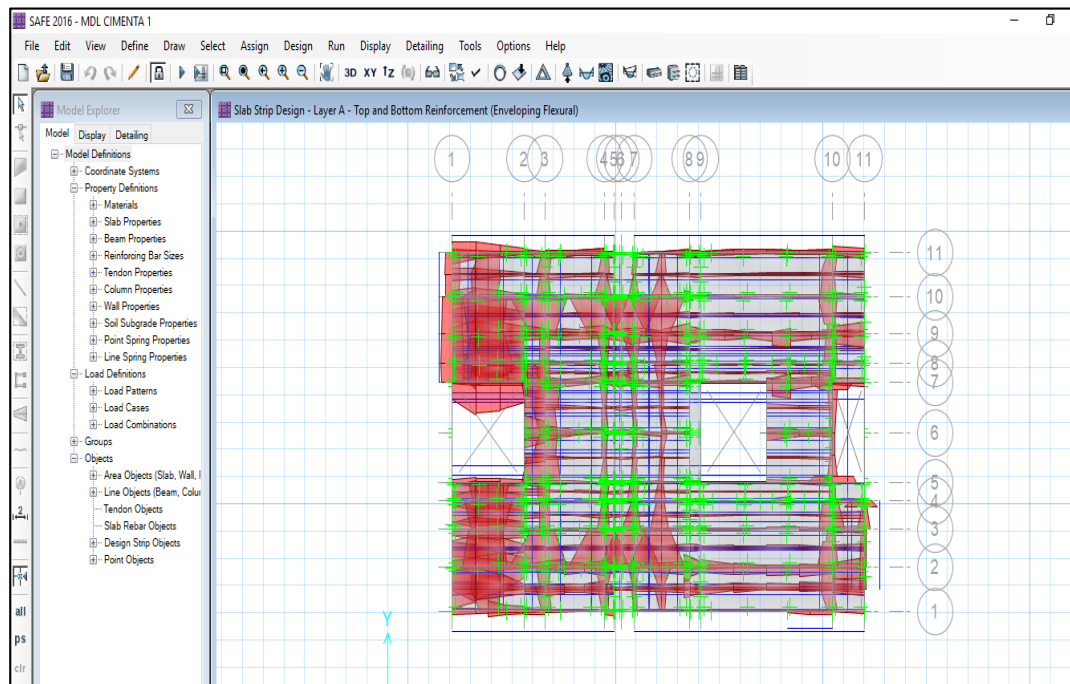 SAFE 2016 - MDL CIMENTA 1
File Edit View Define Draw Select Assign Design Run Display Detailing Tools Options Help
3D XY
Model Explorer
Model Display Detailing
Model Definitions
Coordinate Systems
Property Definitions
Materials
Slab Properties
Beam Properties
Reinforcing Bar Sizes
Tendon Properties
Column Properties
Wall Properties
Soil Subgrade Properties
Point Spring Properties
Line Spring Properties
Load Definitions
Load Patterns
Load Cases
Load Combinations
Groups
Objects
Area Objects (Slab, Wall,
Line Objects (Beam, Colu
Tendon Objects
Slab Rebar Objects
Design Strip Objects
Point Objects
2
all
ps
clr
Slab Strip Design - Layer A - Top and Bottom Reinforcement (Enveloping Flexural)
1 2 3 4 5 6 7 8 9 10 11
11
10
9
8
7
6
5
4
3
2
1
Y